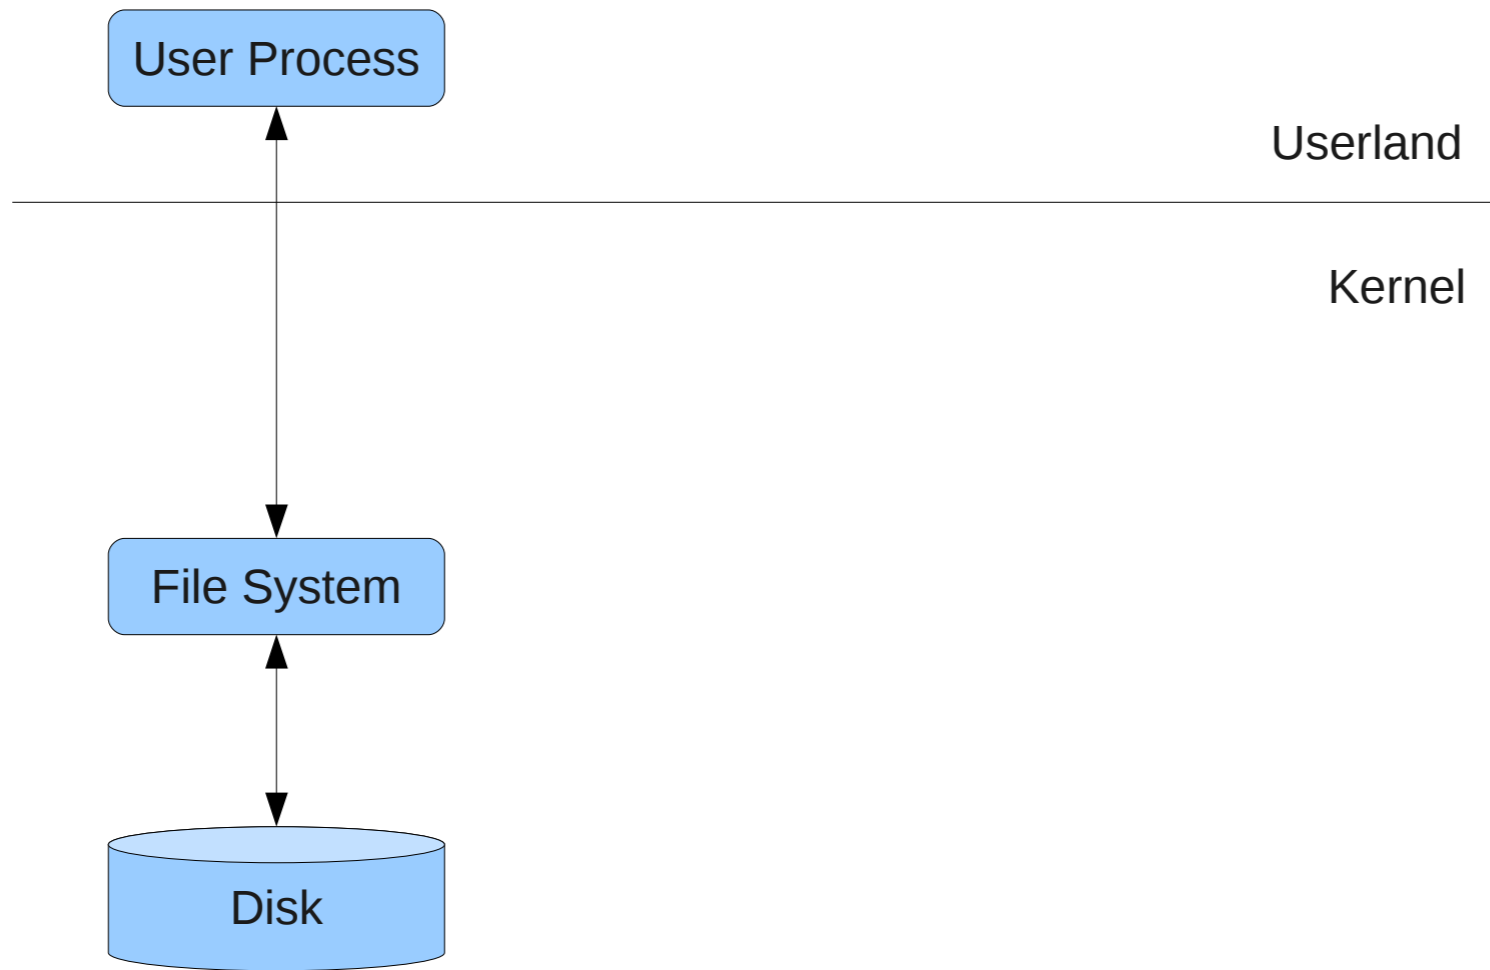 User Process
Userland
Kernel
File System
Disk